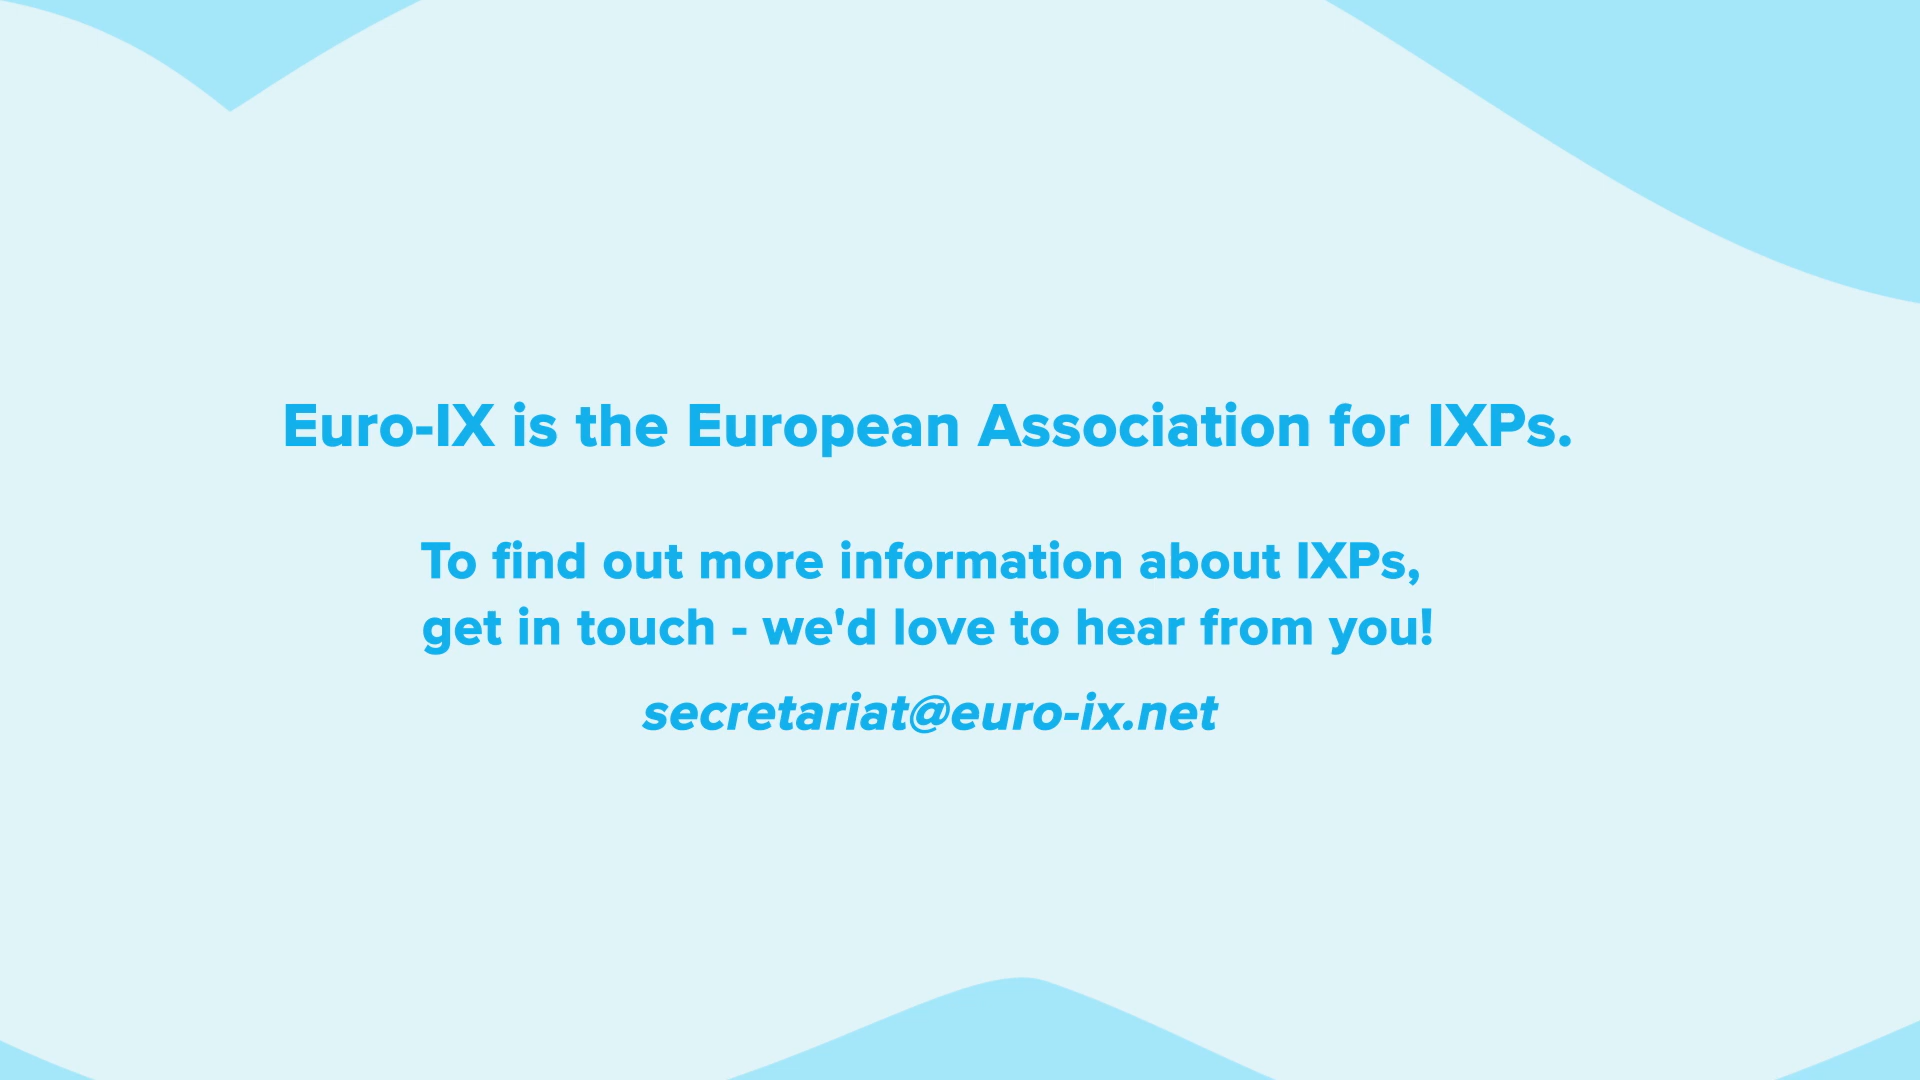 Euro-IX is the European Association for IXPs.
To find out more information about IXPs,
get in touch - we'd love to hear from you!
secretariat@euro-ix.net